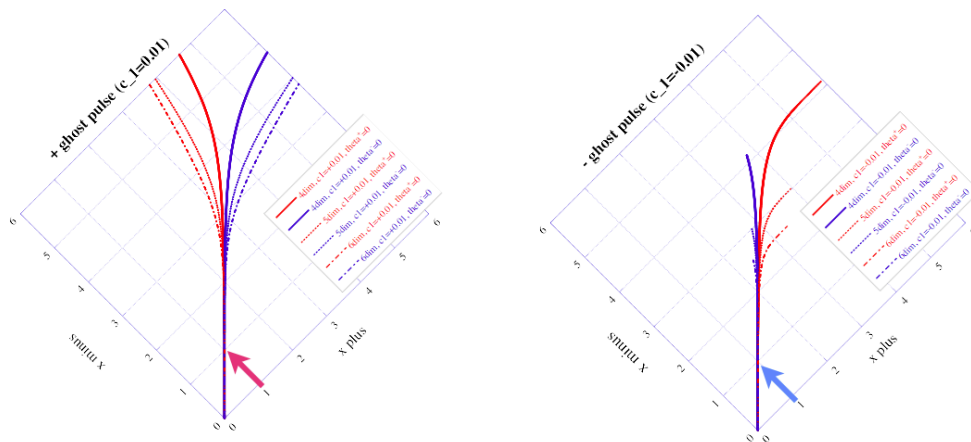 + ghost pulse (c_1=0.01)
4dim, c1=+0.01, theta⁺=0
4dim, c1=+0.01, theta⁻=0
5dim, c1=+0.01, theta⁺=0
5dim, c1=+0.01, theta⁻=0
6dim, c1=+0.01, theta⁺=0
6dim, c1=+0.01, theta⁻=0
x minus
6
5
4
3
2
1
0
x plus
0
1
2
3
4
5
6
- ghost pulse (c_1=-0.01)
4dim, c1=-0.01, theta⁺=0
4dim, c1=-0.01, theta⁻=0
5dim, c1=-0.01, theta⁺=0
5dim, c1=-0.01, theta⁻=0
6dim, c1=-0.01, theta⁺=0
6dim, c1=-0.01, theta⁻=0
x minus
6
5
4
3
2
1
0
x plus
0
1
2
3
4
5